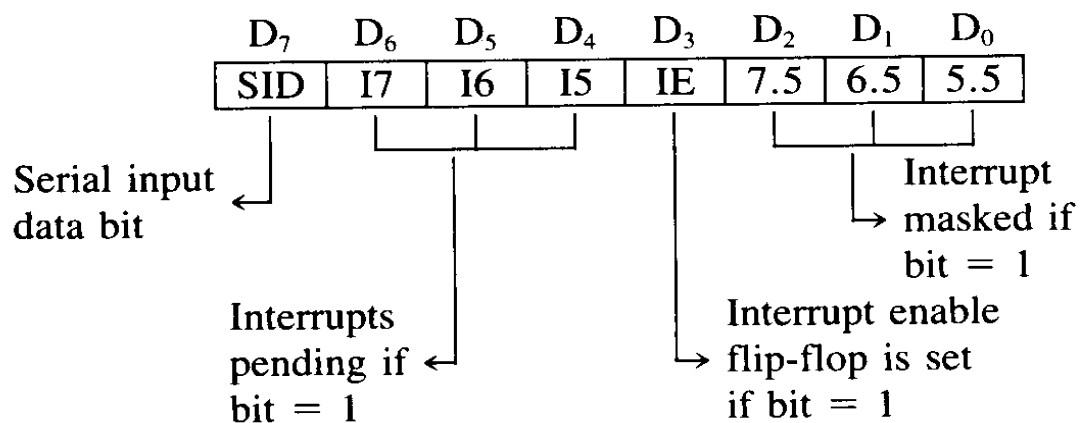 D₇ D₆ D₅ D₄ D₃ D₂ D₁ D₀
SID I7 I6 I5 IE 7.5 6.5 5.5
Serial input
data bit
Interrupt
masked if
bit = 1
Interrupts
pending if
bit = 1
Interrupt enable
flip-flop is set
if bit = 1